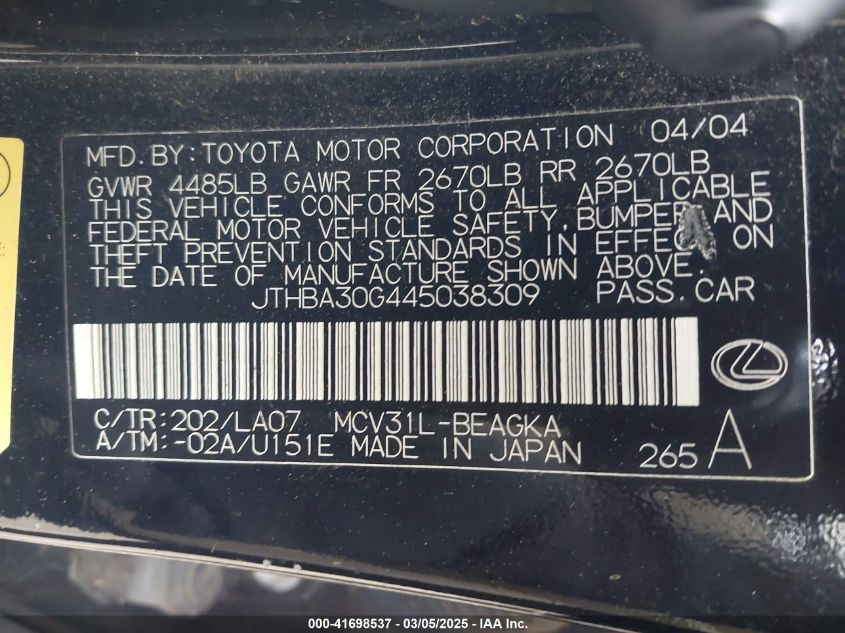 MFD.BY:TOYOTA MOTOR CORPORATION 04/04
GVWR 4485LB GAWR FR 2670LB RR 2670LB
THIS VEHICLE CONFORMS TO ALL APPLICABLE
FEDERAL MOTOR VEHICLE SAFETY,BUMPER AND
THEFT PREVENTION STANDARDS IN EFFECT ON
THE DATE OF MANUFACTURE SHOWN ABOVE.
JTHBA30G445038309 PASS.CAR
C/TR:202/LA07 MCV31L-BEAGKA
A/TM:-02A/U151E MADE IN JAPAN 265 A
000-41698537 - 03/05/2025 - IAA Inc.